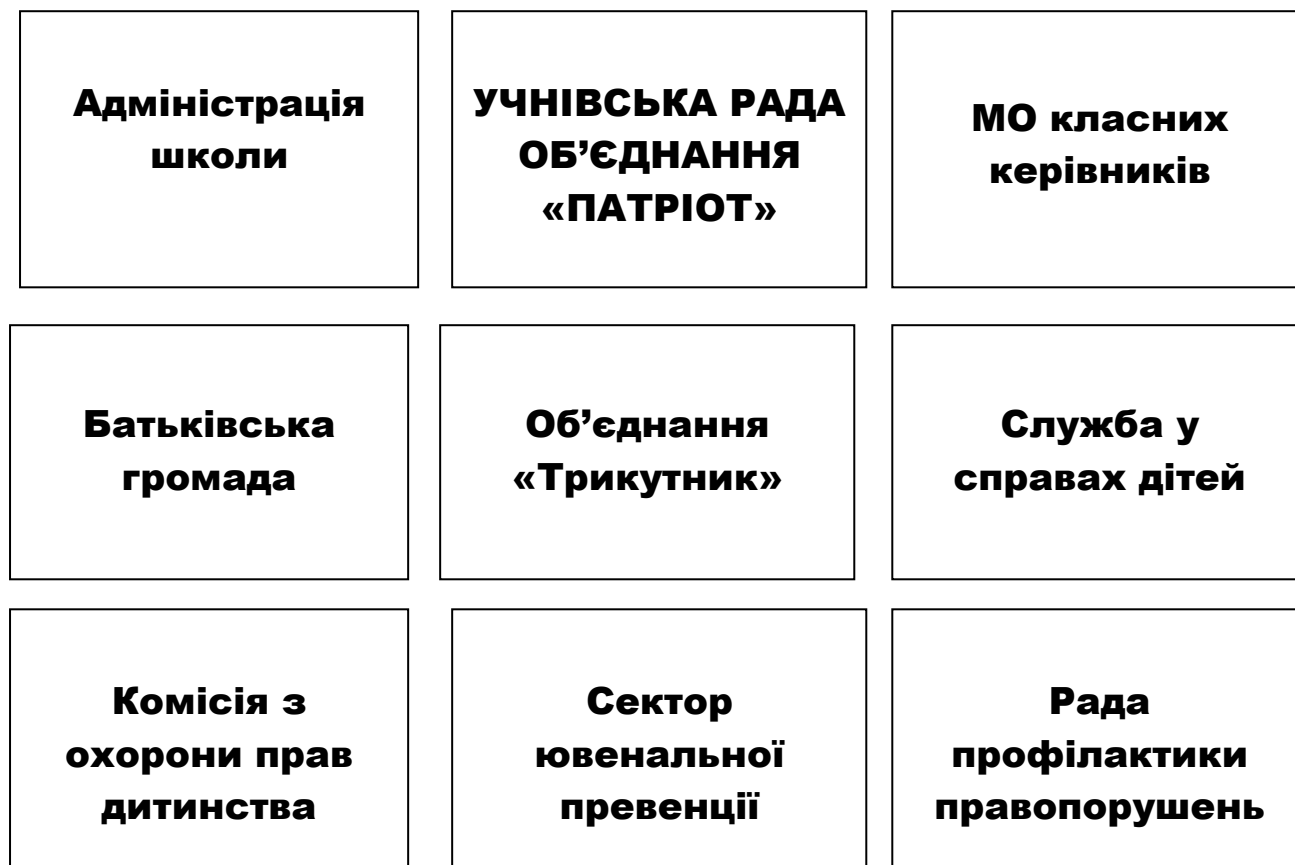 Адміністрація
школи
УЧНІВСЬКА РАДА
ОБ’ЄДНАННЯ
«ПАТРІОТ»
МО класних
керівників
Батьківська
громада
Об’єднання
«Трикутник»
Служба у
справах дітей
Комісія з
охорони прав
дитинства
Сектор
ювенальної
превенції
Рада
профілактики
правопорушень